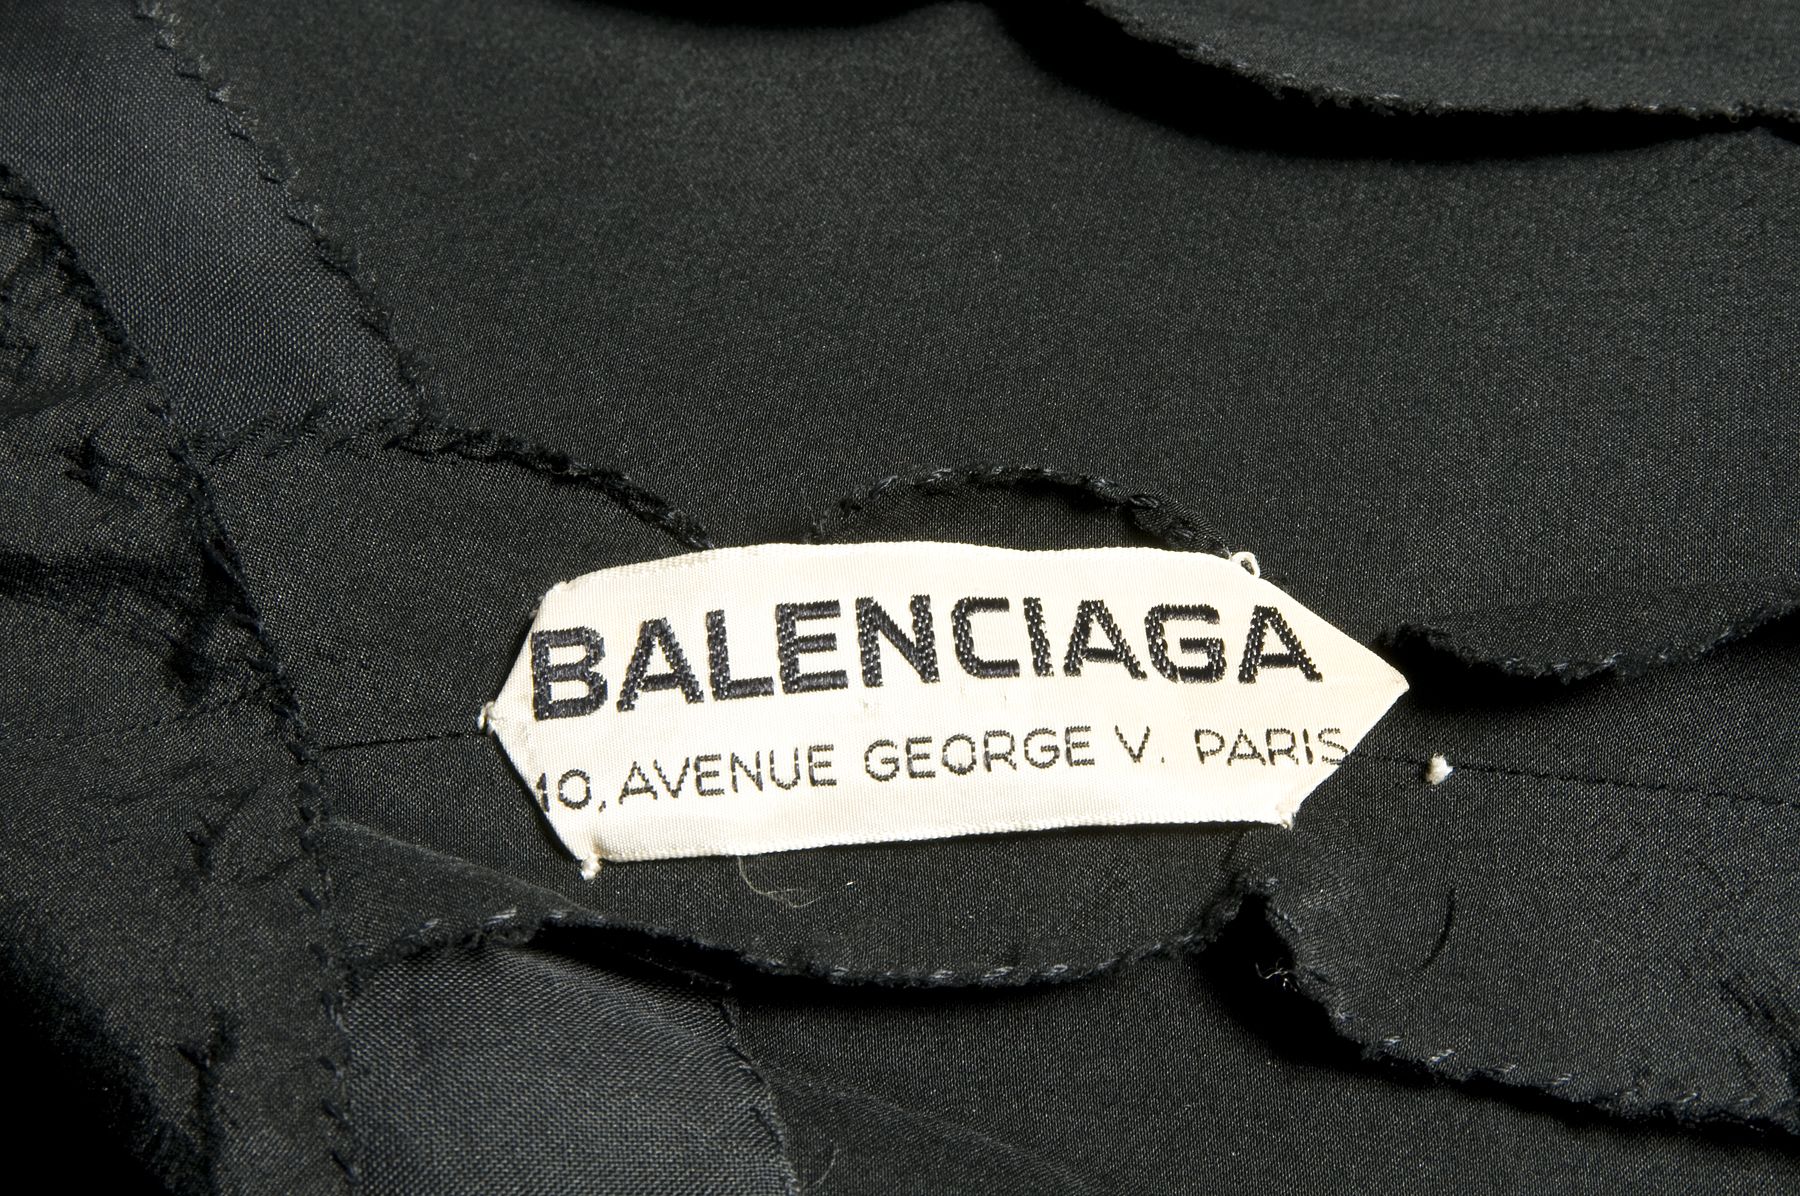 BALENCIAGA
10, AVENUE GEORGE V. PARIS